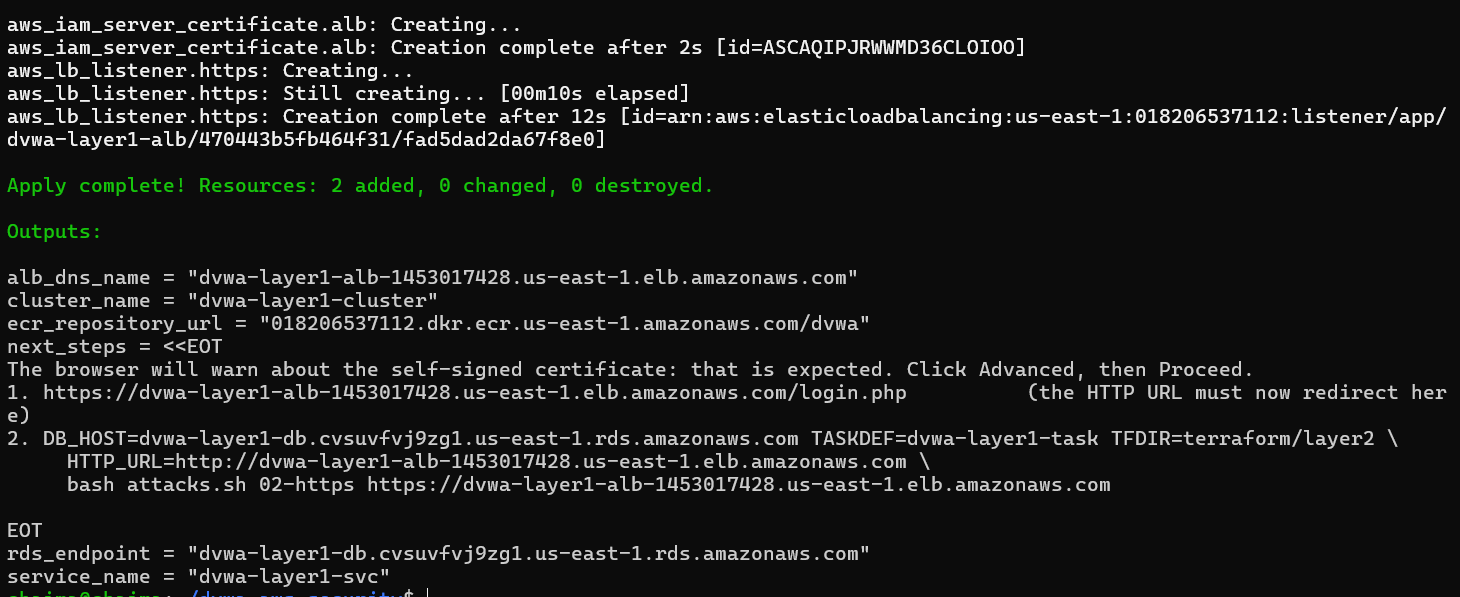 aws_iam_server_certificate.alb: Creating...
aws_iam_server_certificate.alb: Creation complete after 2s [id=ASCAQIPJRWWMD36CLOIOO]
aws_lb_listener.https: Creating...
aws_lb_listener.https: Still creating... [00m10s elapsed]
aws_lb_listener.https: Creation complete after 12s [id=arn:aws:elasticloadbalancing:us-east-1:018206537112:listener/app/
dvwa-layer1-alb/470443b5fb464f31/fad5dad2da67f8e0]
Apply complete! Resources: 2 added, 0 changed, 0 destroyed.
Outputs:
alb_dns_name = "dvwa-layer1-alb-1453017428.us-east-1.elb.amazonaws.com"
cluster_name = "dvwa-layer1-cluster"
ecr_repository_url = "018206537112.dkr.ecr.us-east-1.amazonaws.com/dvwa"
next_steps = <<EOT
The browser will warn about the self-signed certificate: that is expected. Click Advanced, then Proceed.
1. https://dvwa-layer1-alb-1453017428.us-east-1.elb.amazonaws.com/login.php          (the HTTP URL must now redirect her
e)
2. DB_HOST=dvwa-layer1-db.cvsuvfvj9zg1.us-east-1.rds.amazonaws.com TASKDEF=dvwa-layer1-task TFDIR=terraform/layer2 \
     HTTP_URL=http://dvwa-layer1-alb-1453017428.us-east-1.elb.amazonaws.com \
     bash attacks.sh 02-https https://dvwa-layer1-alb-1453017428.us-east-1.elb.amazonaws.com
EOT
rds_endpoint = "dvwa-layer1-db.cvsuvfvj9zg1.us-east-1.rds.amazonaws.com"
service_name = "dvwa-layer1-svc"